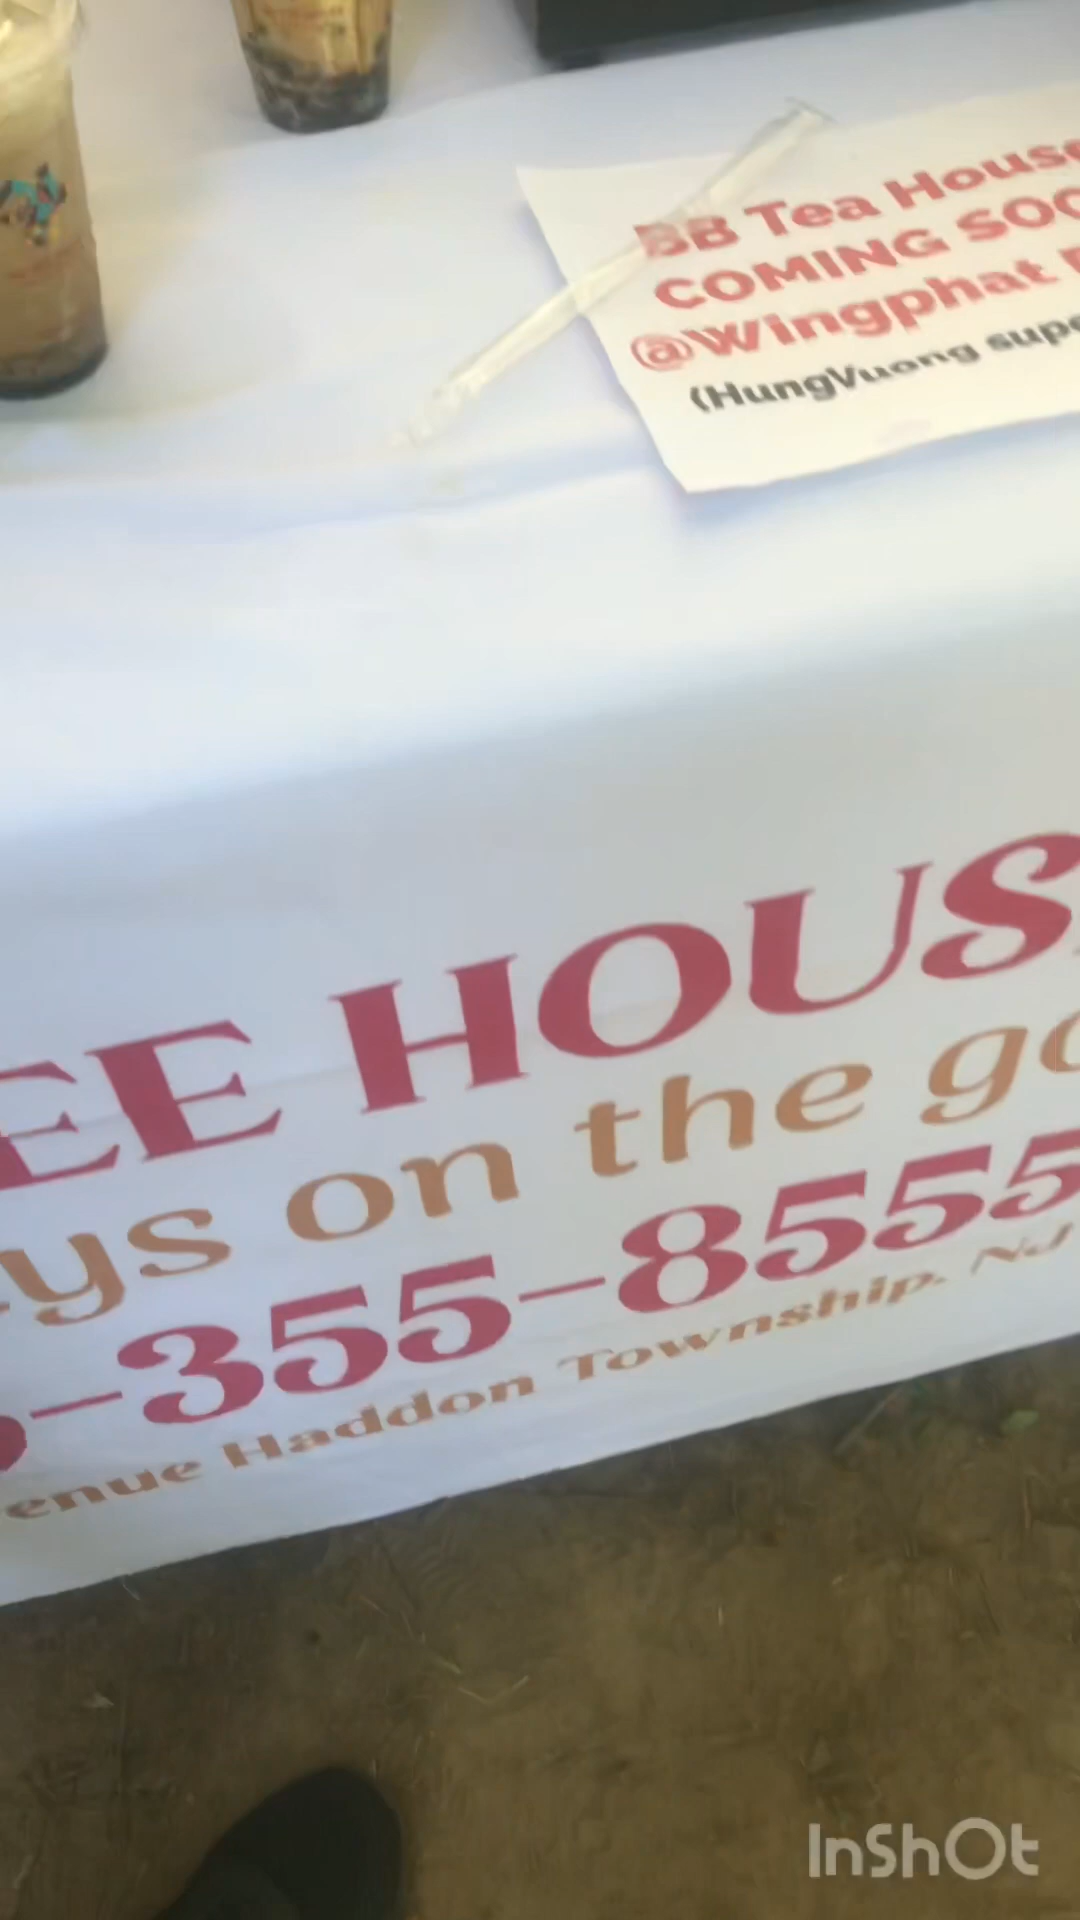 BB Tea House
COMING SOO
@Wingphat
(HungVuong supe
EE HOUS
ys on the go
-355-8555
enue Haddon Township, NJ
InShOt